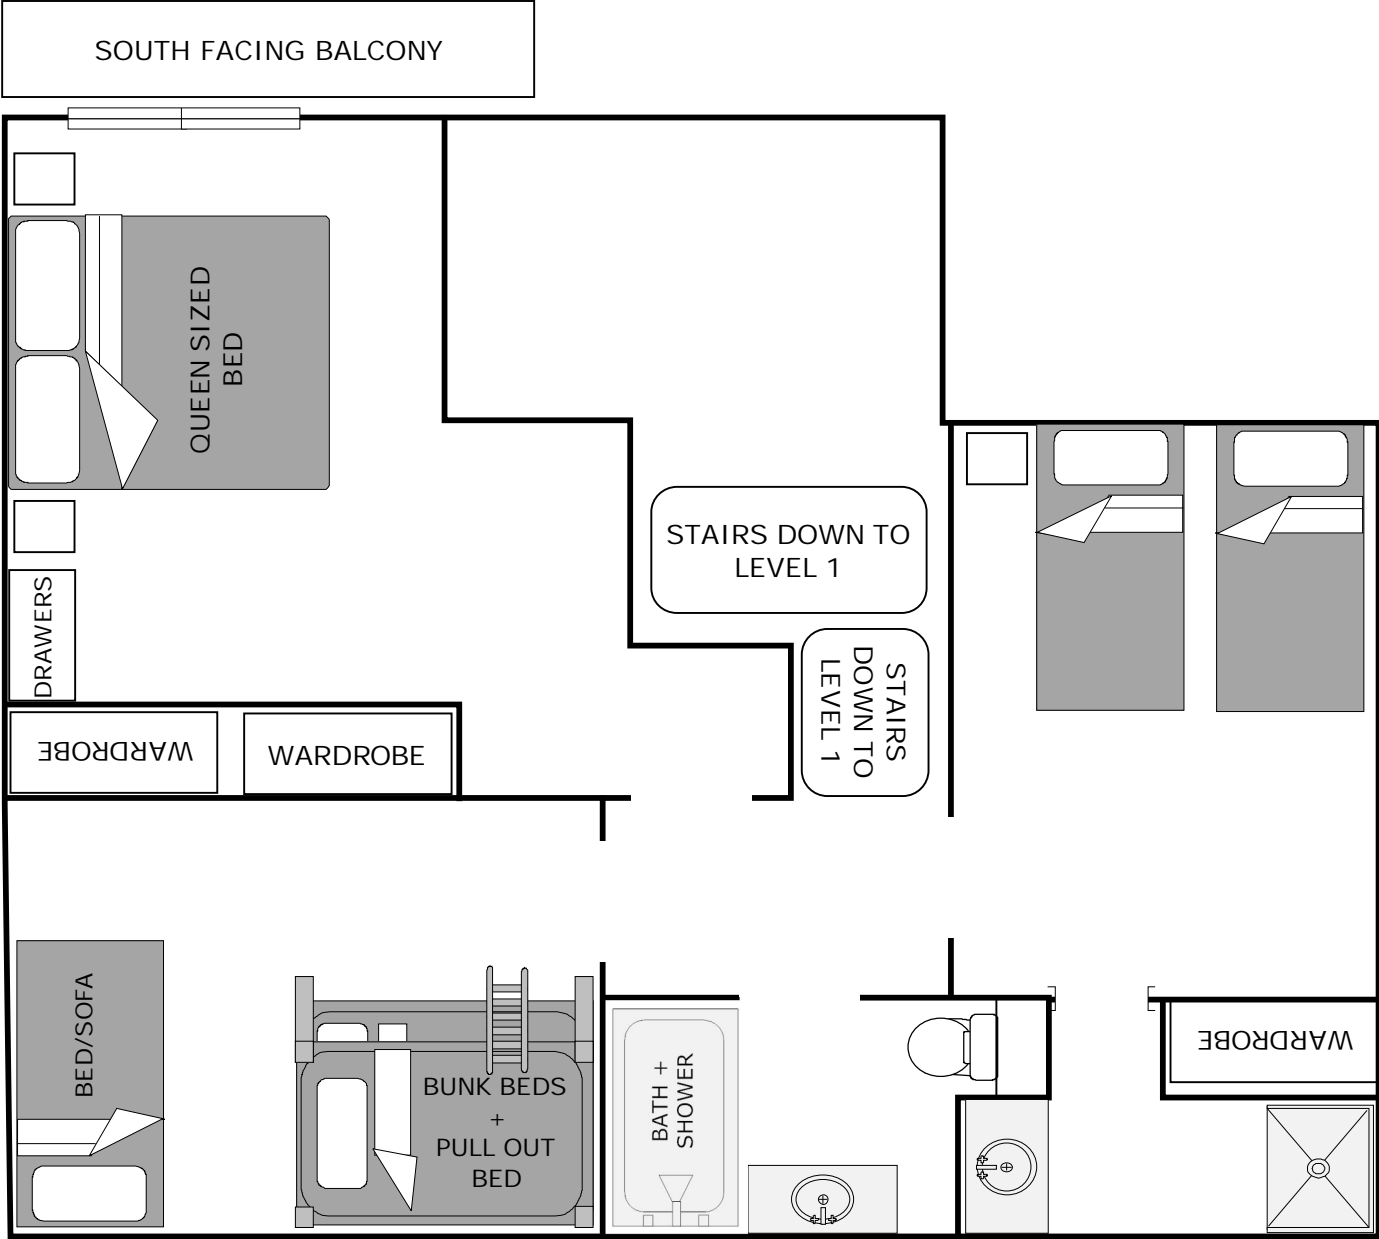 SOUTH FACING BALCONY
QUEEN SIZED
BED
STAIRS DOWN TO
LEVEL 1
DRAWERS
STAIRS
DOWN TO
LEVEL 1
WARDROBE
WARDROBE
BED/SOFA
BUNK BEDS
+
PULL OUT
BED
BATH +
SHOWER
WARDROBE